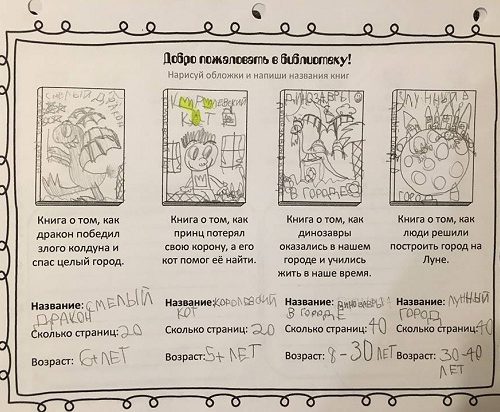 Добро пожаловать в библиотеку!
Нарисуй обложки и напиши названия книг
СМЕЛЫЙ ДРАКОН
КОРОЛЕВСКИЙ
КОТ
ДИНОЗАВРЫ
В ГОРОДЕ
ЛУННЫЙ
ГОРОД
Книга о том, как
дракон победил
злого колдуна и
спас целый город.
Книга о том, как
принц потерял
свою корону, а его
кот помог её найти.
Книга о том, как
динозавры
оказались в нашем
городе и учились
жить в наше время.
Книга о том, как
люди решили
построить город на
Луне.
Название: СМЕЛЫЙ
ДРАКОН
Сколько страниц: 20
Возраст: 6+ ЛЕТ
Название: КОРОЛЕВСКИЙ
КОТ
Сколько страниц: 20
Возраст: 5+ ЛЕТ
Название: ДИНОЗАВРЫ
В ГОРОДЕ
Сколько страниц: 40
Возраст: 8-30 ЛЕТ
Название: ЛУННЫЙ
ГОРОД
Сколько страниц: 40
Возраст: 30-40
ЛЕТ